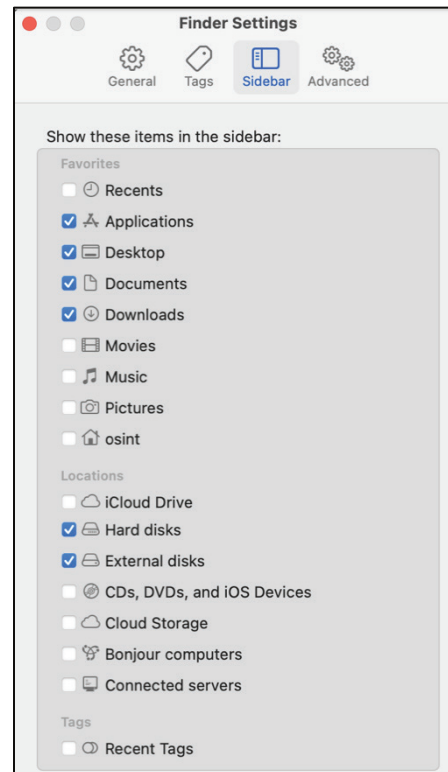 Finder Settings
General Tags Sidebar Advanced
Show these items in the sidebar:
Favorites
Recents
Applications
Desktop
Documents
Downloads
Movies
Music
Pictures
osint
Locations
iCloud Drive
Hard disks
External disks
CDs, DVDs, and iOS Devices
Cloud Storage
Bonjour computers
Connected servers
Tags
Recent Tags